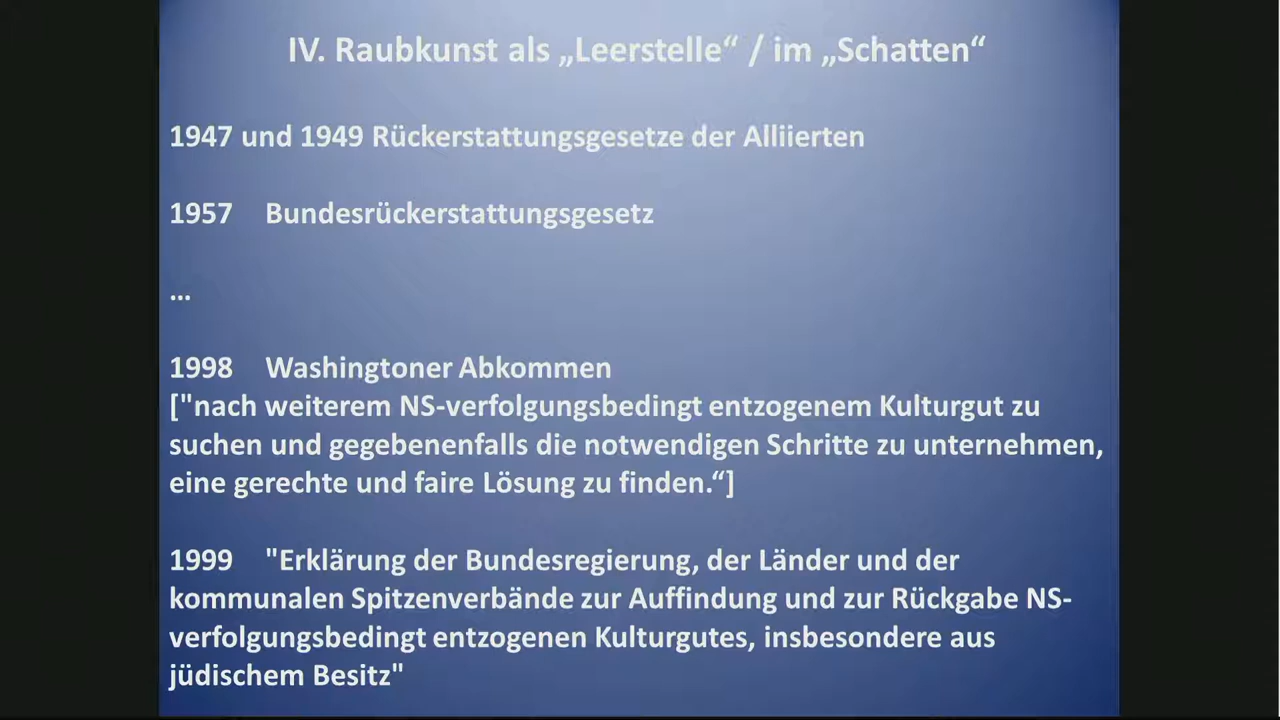 IV. Raubkunst als „Leerstelle“ / im „Schatten“
1947 und 1949 Rückerstattungsgesetze der Alliierten
1957 Bundesrückerstattungsgesetz
...
1998 Washingtoner Abkommen
["nach weiterem NS-verfolgungsbedingt entzogenem Kulturgut zu
suchen und gegebenenfalls die notwendigen Schritte zu unternehmen,
eine gerechte und faire Lösung zu finden.“]
1999 "Erklärung der Bundesregierung, der Länder und der
kommunalen Spitzenverbände zur Auffindung und zur Rückgabe NS-
verfolgungsbedingt entzogenen Kulturgutes, insbesondere aus
jüdischem Besitz"